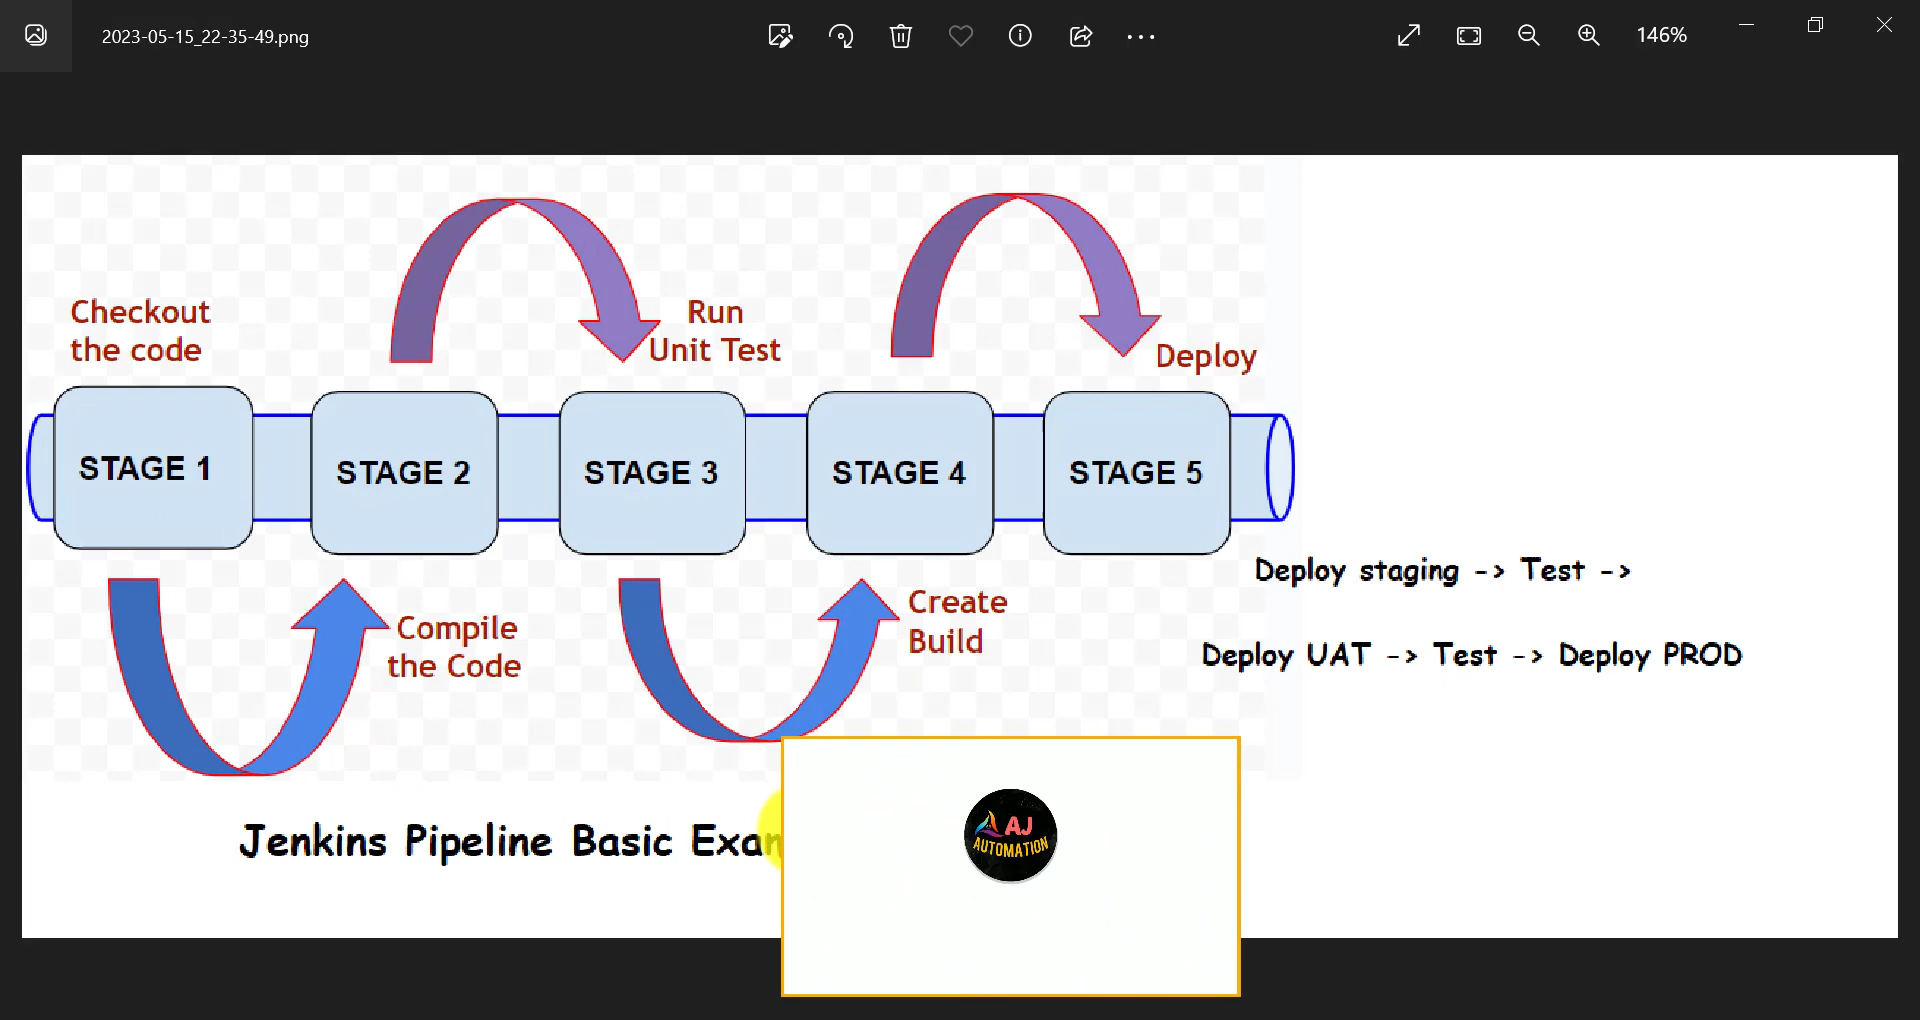 2023-05-15_22-35-49.png
146%
Checkout
the code
Run
Unit Test
Deploy
STAGE 1
STAGE 2
STAGE 3
STAGE 4
STAGE 5
Compile
the Code
Create
Build
Deploy staging -> Test ->
Deploy UAT -> Test -> Deploy PROD
Jenkins Pipeline Basic
AJ
AUTOMATION